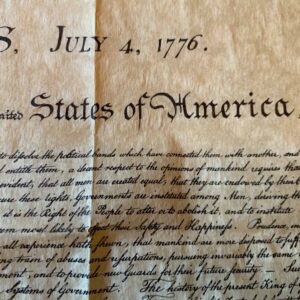 S, JULY 4, 1776.
united States of America,
to dissolve the political bands which have connected them with another, and
entitle them, a decent respect to the opinions of mankind requires tha
evident, that all men are created equal, that they are endowed by their
ure these rights, Governments are instituted among Men, deriving th
it is the Right of the People to alter or to abolish it, and to institute
em most likely to effect their Safety and Happiness. Prudence, in
all experience hath shewn, that mankind are more disposed to suff
ng train of abuses and usurpations, pursuing invariably the same
ment, and to provide new Guards for their future security. — Su
Systems of Government. The history of the present King of